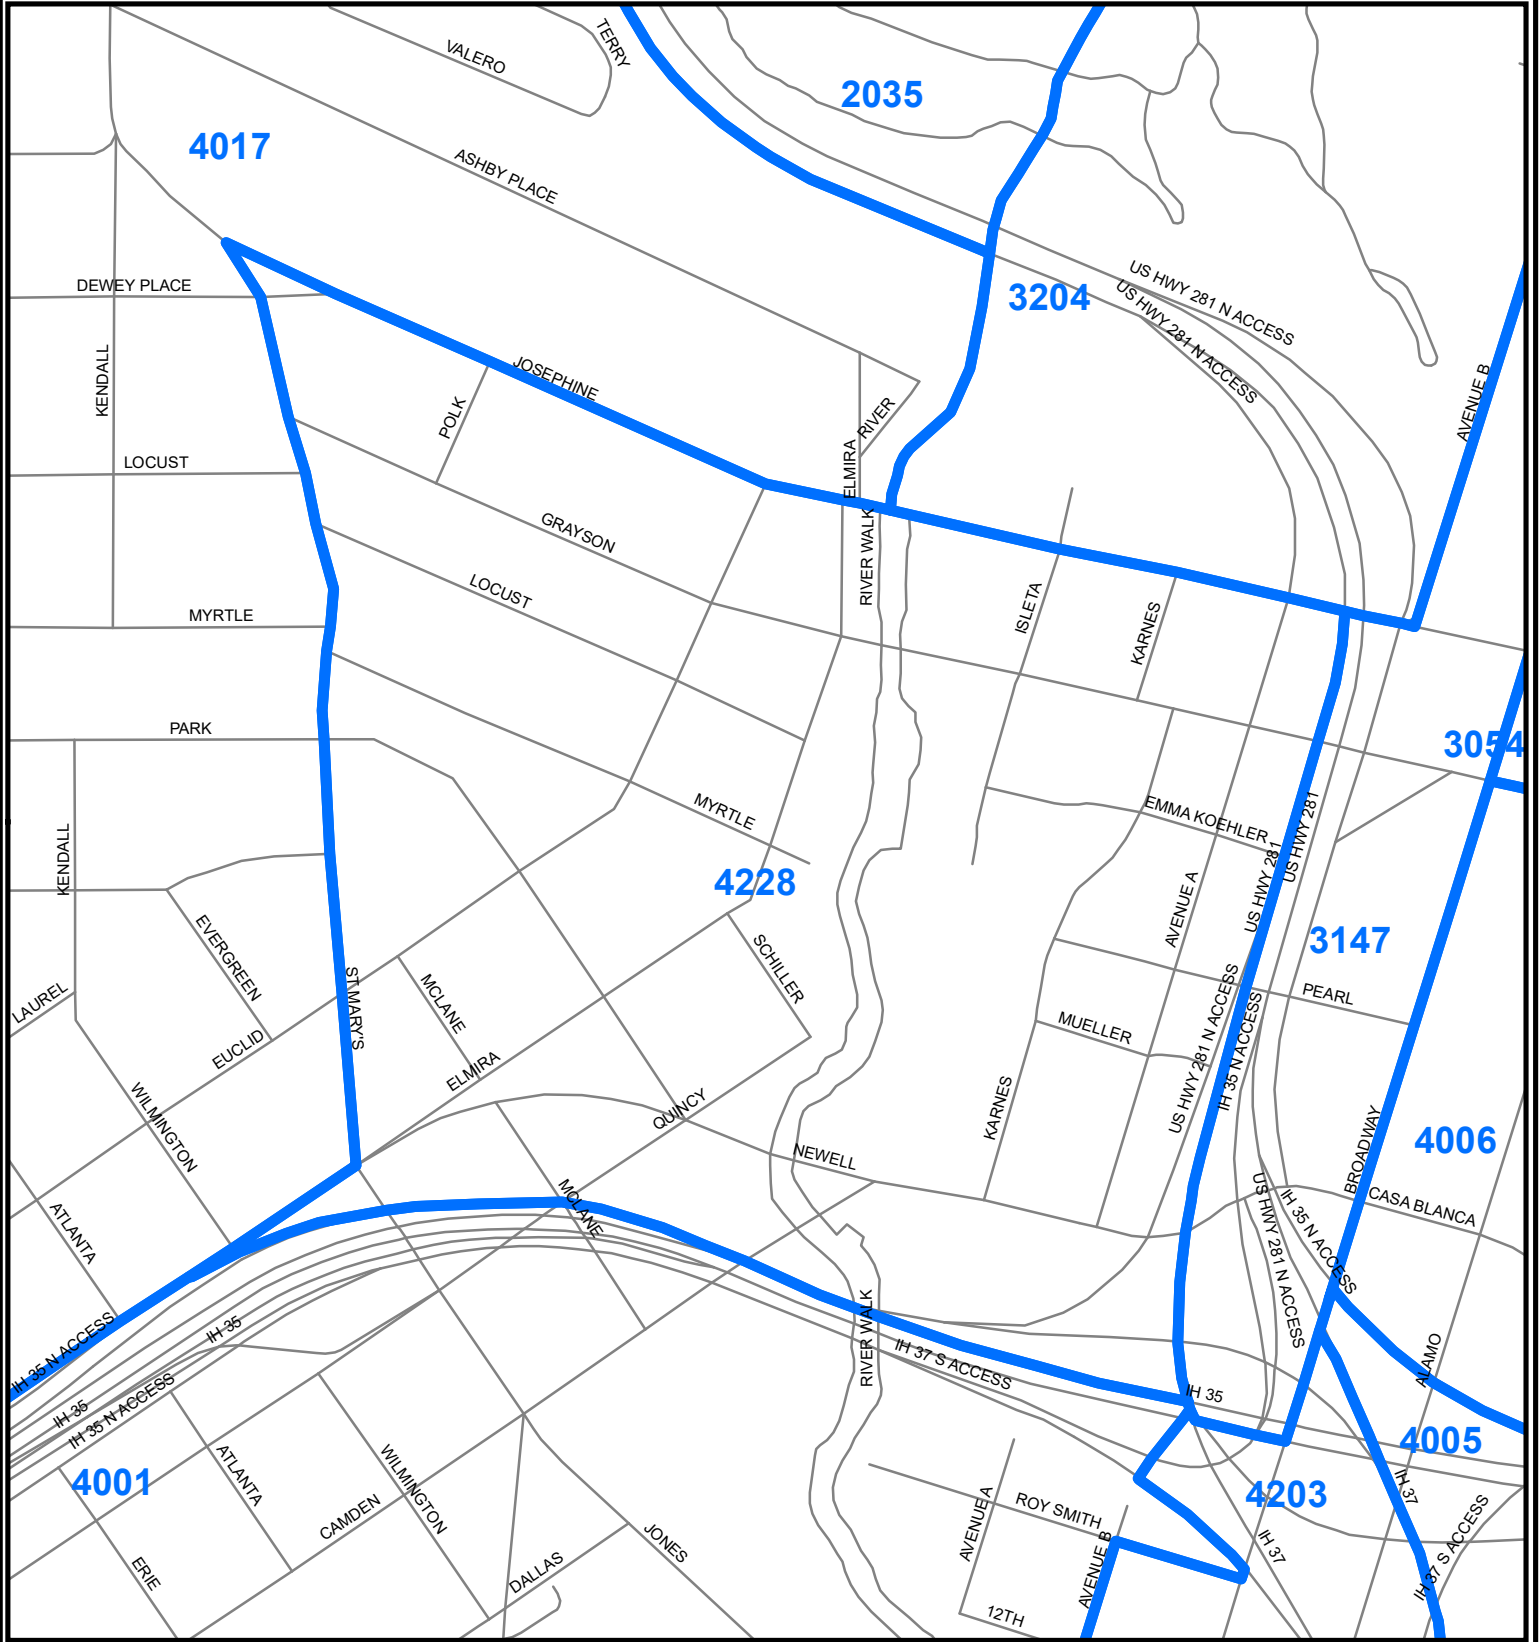 TERRY
VALERO
2035
4017
ASHBY PLACE
US HWY 281 N ACCESS
DEWEY PLACE
3204
US HWY 281 N ACCESS
KENDALL
JOSEPHINE
AVENUE B
POLK
RIVER
ELMIRA
LOCUST
GRAYSON
RIVER WALK
LOCUST
ISLETA
KARNES
MYRTLE
PARK
3054
MYRTLE
EMMA KOEHLER
US HWY 281
US HWY 281
KENDALL
4228
AVENUE A
EVERGREEN
SCHILLER
3147
LAUREL
ST MARY'S
MCLANE
PEARL
US HWY 281 N ACCESS
IH 35 N ACCESS
MUELLER
EUCLID
ELMIRA
WILMINGTON
QUINCY
KARNES
BROADWAY
4006
NEWELL
CASA BLANCA
ATLANTA
MCLANE
US HWY 281 N ACCESS
IH 35 N ACCESS
IH 35 N ACCESS
IH 35
RIVER WALK
IH 37 S ACCESS
ALAMO
IH 35
IH 35
IH 35 N ACCESS
4005
4001
ATLANTA
WILMINGTON
4203
IH 37
CAMDEN
AVENUE A
ROY SMITH
AVENUE B
IH 37
IH 37 S ACCESS
JONES
ERIE
DALLAS
12TH